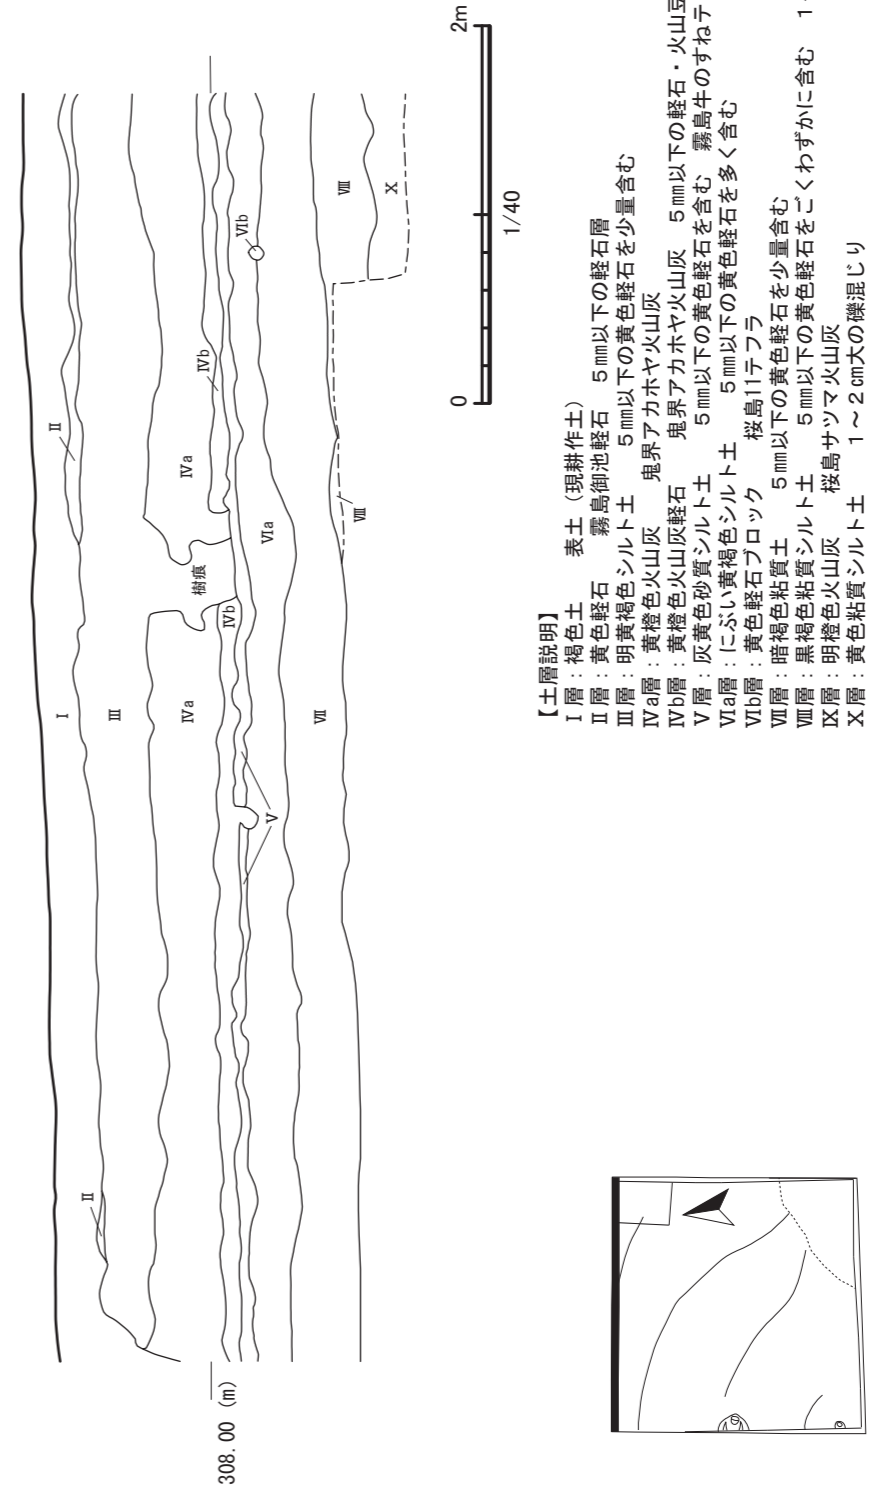 308.00 (m)
Ⅱ
Ⅰ
Ⅲ
Ⅳa
Ⅴ
Ⅶ
樹痕
Ⅳb
Ⅱ
Ⅳa
Ⅵa
Ⅷ
Ⅳb
Ⅵb
Ⅷ
Ⅹ
0
1/40
2m
【土層説明】
Ⅰ層：褐色土　表土（現耕作土）
Ⅱ層：黄色軽石　霧島御池軽石　5㎜以下の軽石層
Ⅲ層：明黄褐色シルト土　5㎜以下の黄色軽石を少量含む
Ⅳa層：黄橙色火山灰　鬼界アカホヤ火山灰
Ⅳb層：黄橙色火山灰軽石　鬼界アカホヤ火山灰　5㎜以下の軽石・火山豆
Ⅴ層：灰黄色砂質シルト土　5㎜以下の黄色軽石を含む　霧島牛のすねテ
Ⅵa層：にぶい黄褐色シルト土　5㎜以下の黄色軽石を多く含む
Ⅵb層：黄色軽石ブロック　桜島11テフラ
Ⅶ層：暗褐色粘質土　5㎜以下の黄色軽石を少量含む
Ⅷ層：黒褐色粘質シルト土　5㎜以下の黄色軽石をごくわずかに含む　1
Ⅸ層：明橙色火山灰　桜島サツマ火山灰
Ⅹ層：黄色粘質シルト土　1～2㎝大の礫混じり